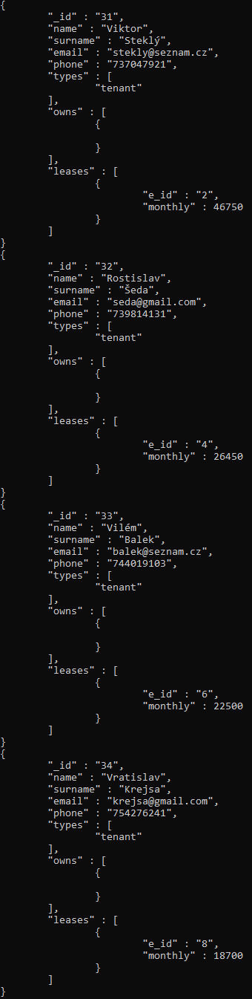 {
        "_id" : "31",
        "name" : "Viktor",
        "surname" : "Steklý",
        "email" : "stekly@seznam.cz",
        "phone" : "737047921",
        "types" : [
                "tenant"
        ],
        "owns" : [
                {

                }
        ],
        "leases" : [
                {
                        "e_id" : "2",
                        "monthly" : 46750
                }
        ]
}
{
        "_id" : "32",
        "name" : "Rostislav",
        "surname" : "Šeda",
        "email" : "seda@gmail.com",
        "phone" : "739814131",
        "types" : [
                "tenant"
        ],
        "owns" : [
                {

                }
        ],
        "leases" : [
                {
                        "e_id" : "4",
                        "monthly" : 26450
                }
        ]
}
{
        "_id" : "33",
        "name" : "Vilém",
        "surname" : "Balek",
        "email" : "balek@seznam.cz",
        "phone" : "744019103",
        "types" : [
                "tenant"
        ],
        "owns" : [
                {

                }
        ],
        "leases" : [
                {
                        "e_id" : "6",
                        "monthly" : 22500
                }
        ]
}
{
        "_id" : "34",
        "name" : "Vratislav",
        "surname" : "Krejsa",
        "email" : "krejsa@gmail.com",
        "phone" : "754276241",
        "types" : [
                "tenant"
        ],
        "owns" : [
                {

                }
        ],
        "leases" : [
                {
                        "e_id" : "8",
                        "monthly" : 18700
                }
        ]
}